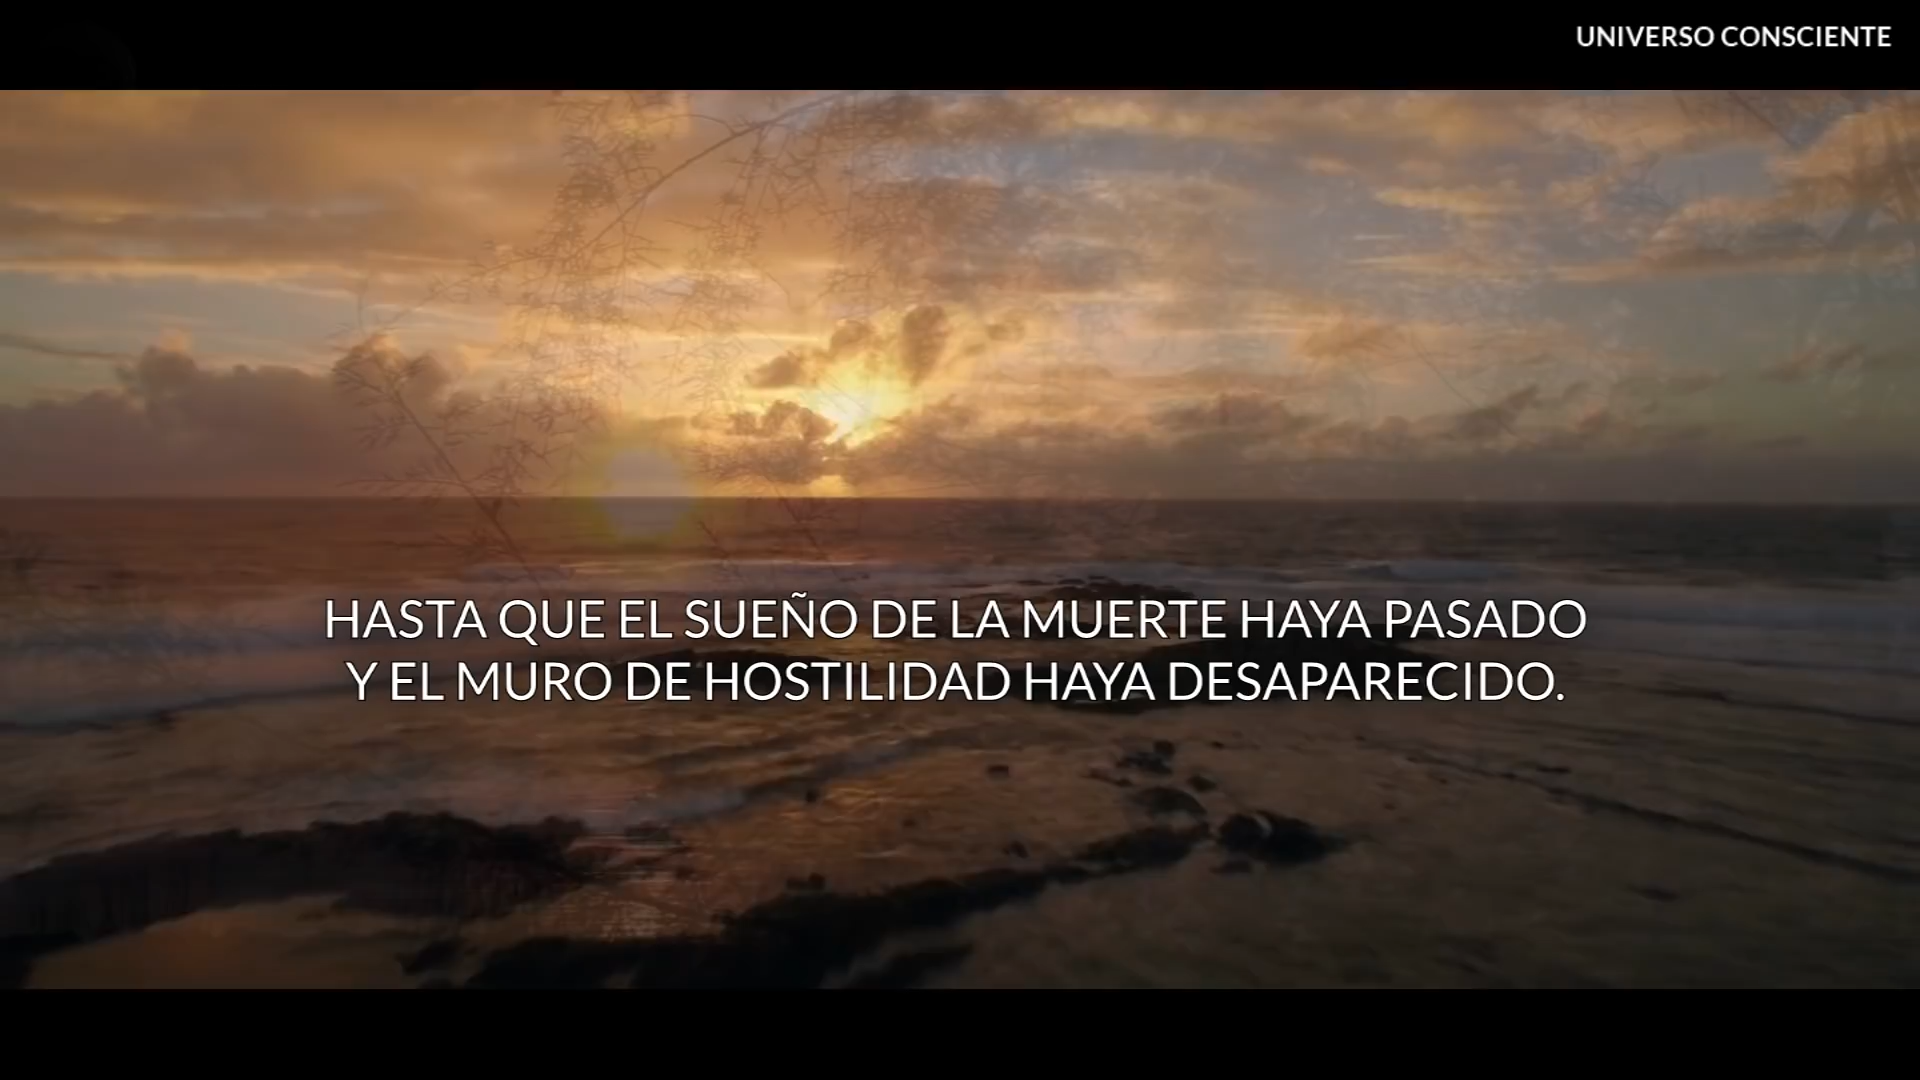 UNIVERSO CONSCIENTE
HASTA QUE EL SUEÑO DE LA MUERTE HAYA PASADO
Y EL MURO DE HOSTILIDAD HAYA DESAPARECIDO.